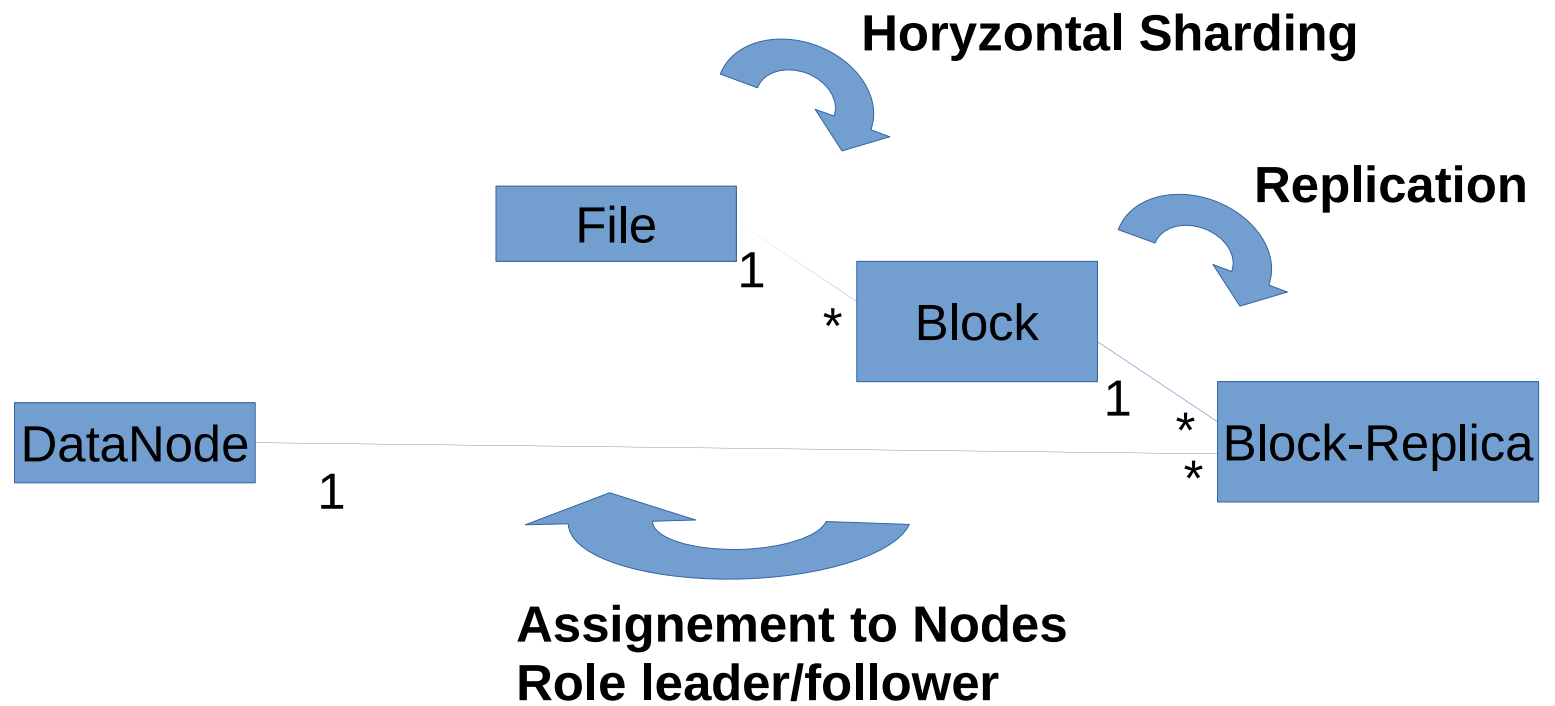 Horyzontal Sharding
Replication
File
1
*
Block
1
*
DataNode
Block-Replica
1
*
Assignement to Nodes
Role leader/follower